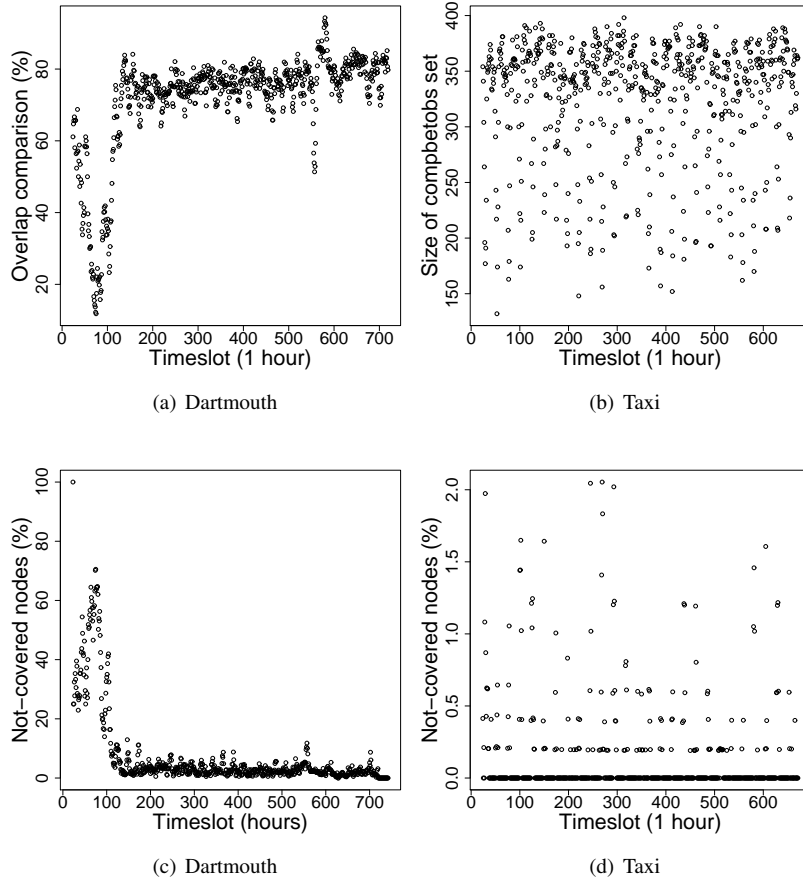 Overlap comparison (%)
20 40 60 80
0 100 200 300 400 500 600 700
Timeslot (1 hour)
(a) Dartmouth
Size of compbetobs set
150 200 250 300 350 400
0 100 200 300 400 500 600
Timeslot (1 hour)
(b) Taxi
Not-covered nodes (%)
0 20 40 60 80 100
0 100 200 300 400 500 600 700
Timeslot (hours)
(c) Dartmouth
Not-covered nodes (%)
0.0 0.5 1.0 1.5 2.0
0 100 200 300 400 500 600
Timeslot (1 hour)
(d) Taxi